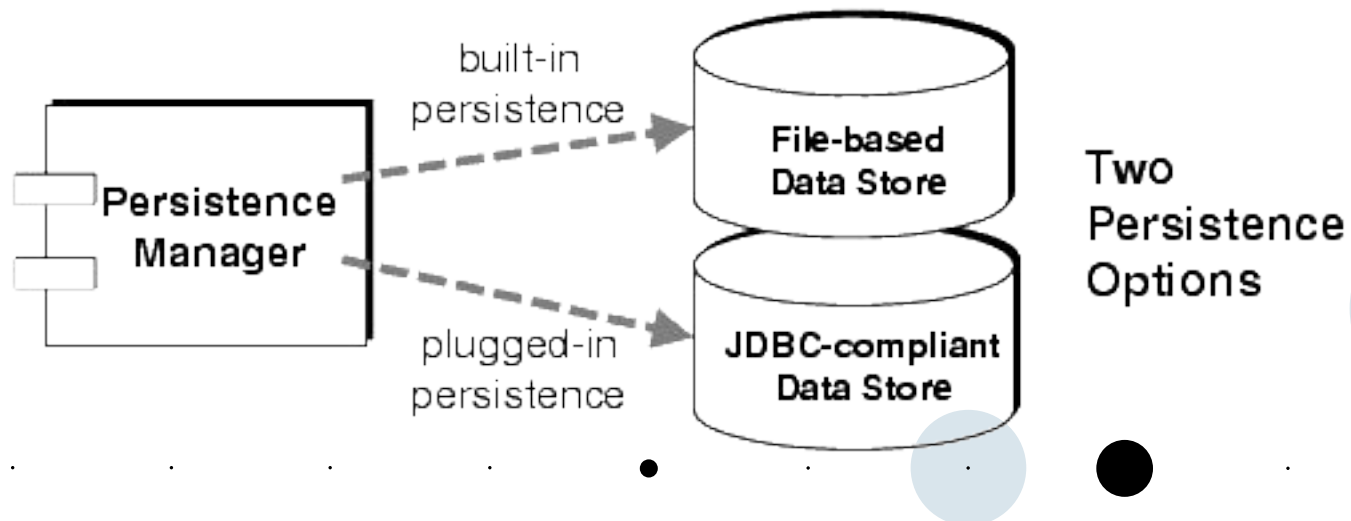 built-in
persistence
Persistence
Manager
File-based
Data Store
Two
Persistence
Options
plugged-in
persistence
JDBC-compliant
Data Store